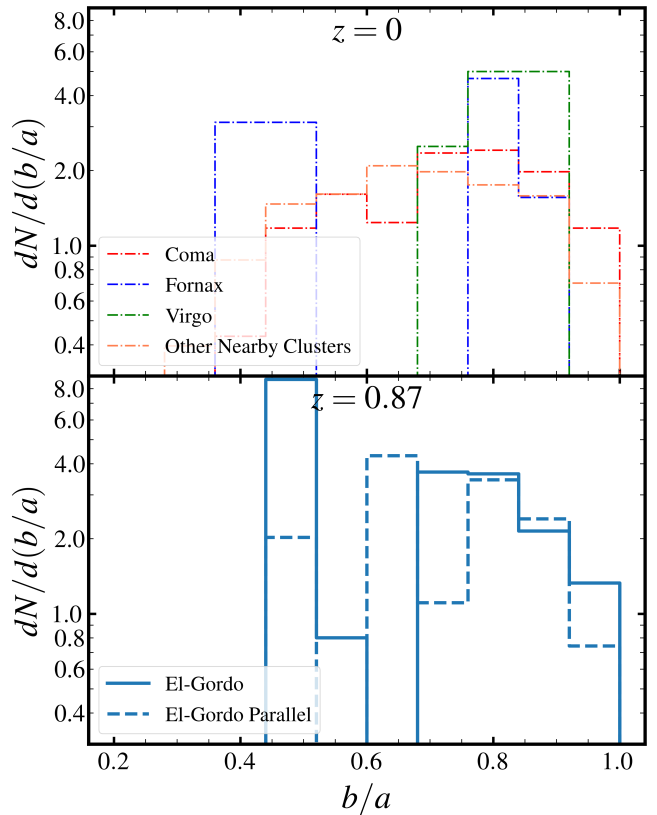 z = 0
8.0
6.0
4.0
2.0
1.0
0.8
0.6
0.4
dN/d(b/a)
Coma
Fornax
Virgo
Other Nearby Clusters
z = 0.87
8.0
6.0
4.0
2.0
1.0
0.8
0.6
0.4
dN/d(b/a)
El-Gordo
El-Gordo Parallel
0.2 0.4 0.6 0.8 1.0
b/a